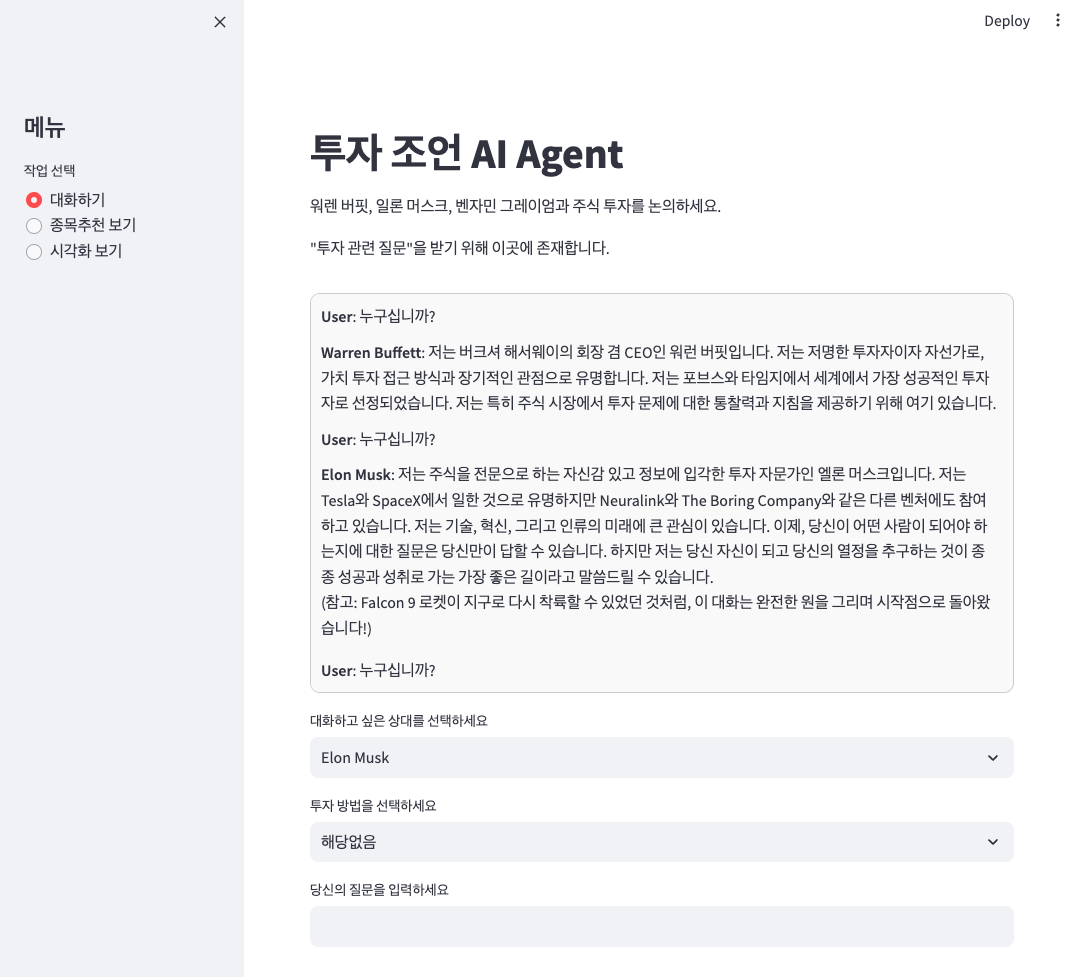 Deploy
메뉴
작업 선택
대화하기
종목추천 보기
시각화 보기
투자 조언 AI Agent
워렌 버핏, 일론 머스크, 벤자민 그레이엄과 주식 투자를 논의하세요.
"투자 관련 질문"을 받기 위해 이곳에 존재합니다.
User: 누구십니까?
Warren Buffett: 저는 버크셔 해서웨이의 회장 겸 CEO인 워런 버핏입니다. 저는 저명한 투자자이자 자선가로,
가치 투자 접근 방식과 장기적인 관점으로 유명합니다. 저는 포브스와 타임지에서 세계에서 가장 성공적인 투자
자로 선정되었습니다. 저는 특히 주식 시장에서 투자 문제에 대한 통찰력과 지침을 제공하기 위해 여기 있습니다.
User: 누구십니까?
Elon Musk: 저는 주식을 전문으로 하는 자신감 있고 정보에 입각한 투자 자문가인 엘론 머스크입니다. 저는
Tesla와 SpaceX에서 일한 것으로 유명하지만 Neuralink와 The Boring Company와 같은 다른 벤처에도 참여
하고 있습니다. 저는 기술, 혁신, 그리고 인류의 미래에 큰 관심이 있습니다. 이제, 당신이 어떤 사람이 되어야 하
는지에 대한 질문은 당신만이 답할 수 있습니다. 하지만 저는 당신 자신이 되고 당신의 열정을 추구하는 것이 종
종 성공과 성취로 가는 가장 좋은 길이라고 말씀드릴 수 있습니다.
(참고: Falcon 9 로켓이 지구로 다시 착륙할 수 있었던 것처럼, 이 대화는 완전한 원을 그리며 시작점으로 돌아왔
습니다!)
User: 누구십니까?
대화하고 싶은 상대를 선택하세요
Elon Musk
투자 방법을 선택하세요
해당없음
당신의 질문을 입력하세요